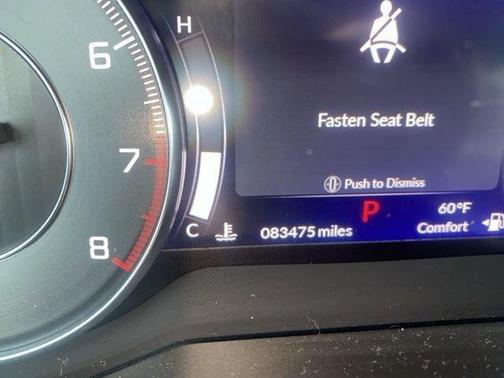 H
6
Fasten Seat Belt
7
Push to Dismiss
P
60°F
C
083475 miles
Comfort
8